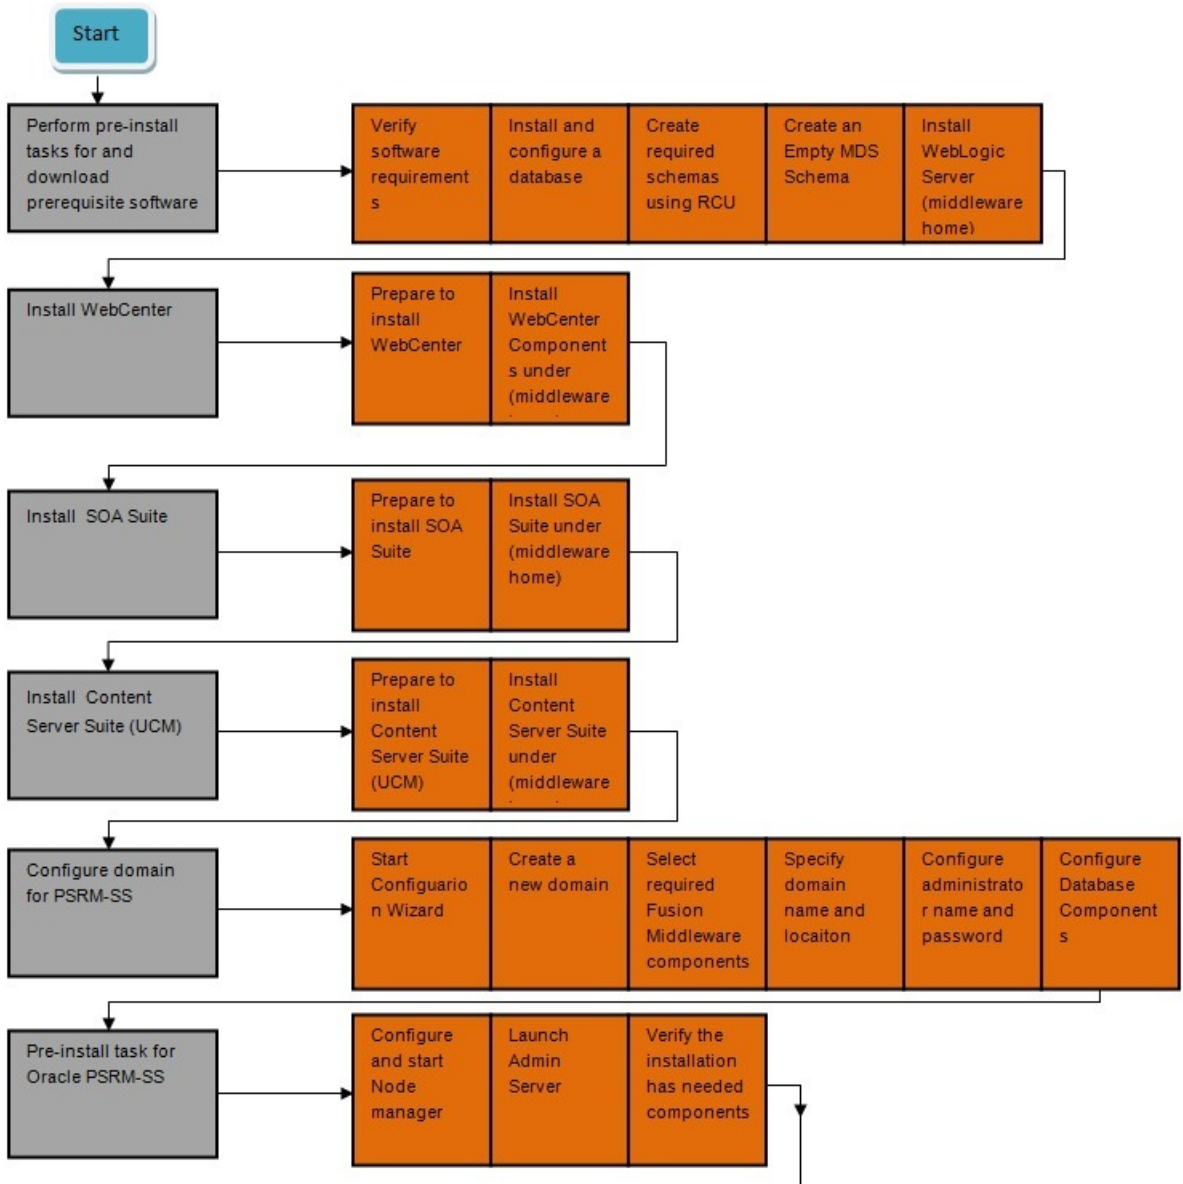 Start
Perform pre-install
tasks for and
download
prerequisite software
Verify
software
requirement
s
Install and
configure a
database
Create
required
schemas
using RCU
Create an
Empty MDS
Schema
Install
WebLogic
Server
(middleware
home)
Install WebCenter
Prepare to
install
WebCenter
Install
WebCenter
Component
s under
(middleware
Install  SOA Suite
Prepare to
install SOA
Suite
Install SOA
Suite under
(middleware
home)
Install  Content
Server Suite (UCM)
Prepare to
install
Content
Server Suite
(UCM)
Install
Content
Server Suite
under
(middleware
Configure domain
for PSRM-SS
Start
Configuario
n Wizard
Create a
new domain
Select
required
Fusion
Middleware
components
Specify
domain
name and
locaiton
Configure
administrato
r name and
password
Configure
Database
Component
s
Pre-install task for
Oracle PSRM-SS
Configure
and start
Node
manager
Launch
Admin
Server
Verify the
installation
has needed
components